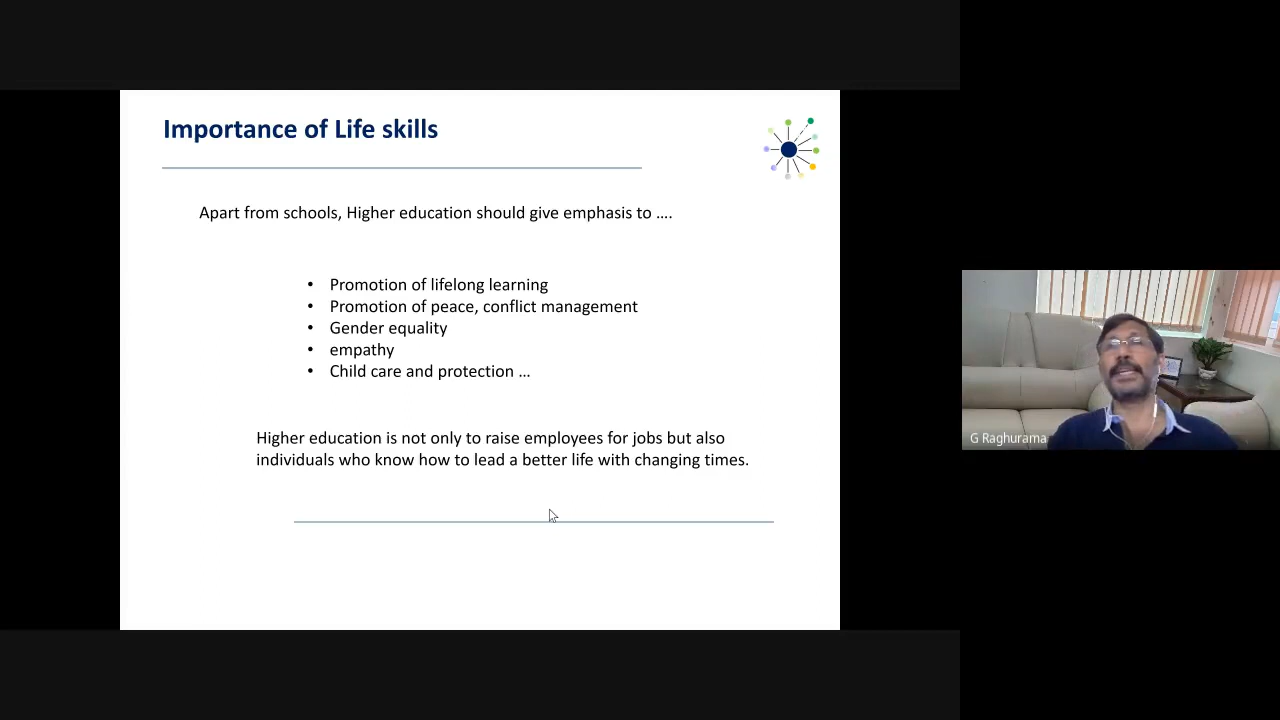 Importance of Life skills
Apart from schools, Higher education should give emphasis to ....
• Promotion of lifelong learning
• Promotion of peace, conflict management
• Gender equality
• empathy
• Child care and protection ...
Higher education is not only to raise employees for jobs but also
individuals who know how to lead a better life with changing times.
G Raghurama